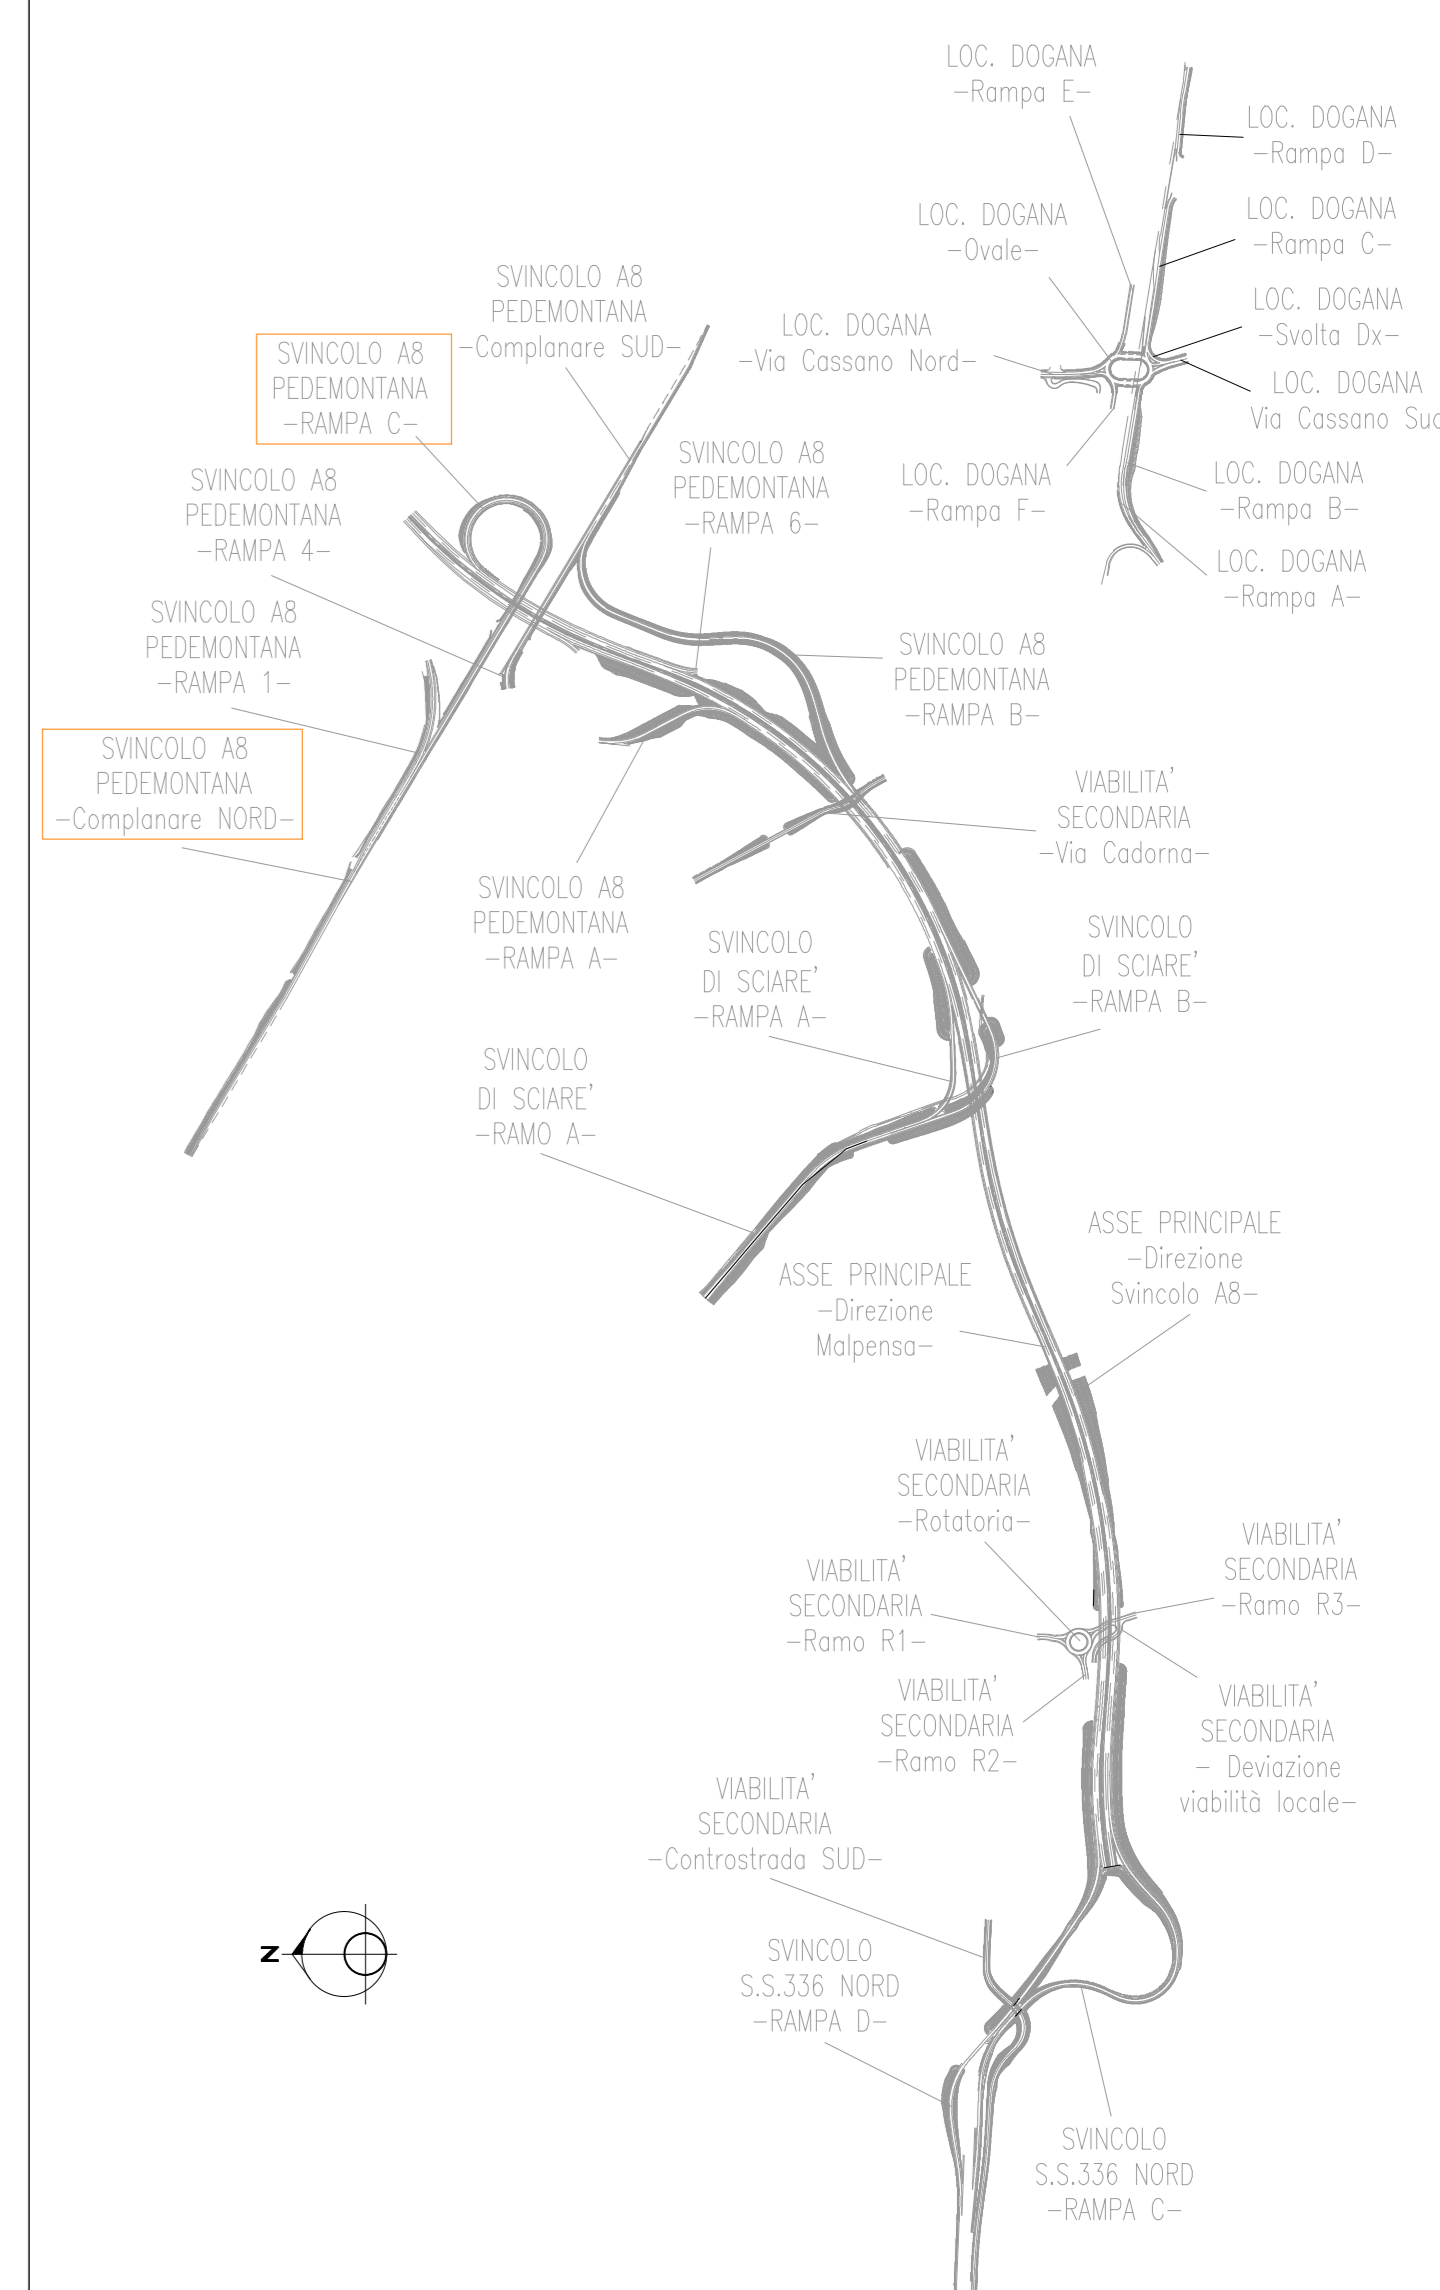 LOC. DOGANA
-Rampa E-
LOC. DOGANA
-Rampa D-
LOC. DOGANA
-Rampa C-
LOC. DOGANA
-Ovale-
SVINCOLO A8
PEDEMONTANA
-Complanare SUD-
LOC. DOGANA
-Svolta Dx-
LOC. DOGANA
-Via Cassano Nord-
SVINCOLO A8
PEDEMONTANA
-RAMPA C-
LOC. DOGANA
Via Cassano Sud
SVINCOLO A8
PEDEMONTANA
-RAMPA 6-
SVINCOLO A8
PEDEMONTANA
-RAMPA 4-
LOC. DOGANA
-Rampa F-
LOC. DOGANA
-Rampa B-
LOC. DOGANA
-Rampa A-
SVINCOLO A8
PEDEMONTANA
-RAMPA 1-
SVINCOLO A8
PEDEMONTANA
-RAMPA B-
SVINCOLO A8
PEDEMONTANA
-Complanare NORD-
VIABILITA'
SECONDARIA
-Via Cadorna-
SVINCOLO A8
PEDEMONTANA
-RAMPA A-
SVINCOLO
DI SCIARE'
-RAMPA A-
SVINCOLO
DI SCIARE'
-RAMPA B-
SVINCOLO
DI SCIARE'
-RAMO A-
ASSE PRINCIPALE
-Direzione
Svincolo A8-
ASSE PRINCIPALE
-Direzione
Malpensa-
VIABILITA'
SECONDARIA
-Rotatoria-
VIABILITA'
SECONDARIA
-Ramo R3-
VIABILITA'
SECONDARIA
-Ramo R1-
VIABILITA'
SECONDARIA
-Ramo R2-
VIABILITA'
SECONDARIA
- Deviazione
viabilità locale-
VIABILITA'
SECONDARIA
-Controstrada SUD-
N
SVINCOLO
S.S.336 NORD
-RAMPA D-
SVINCOLO
S.S.336 NORD
-RAMPA C-